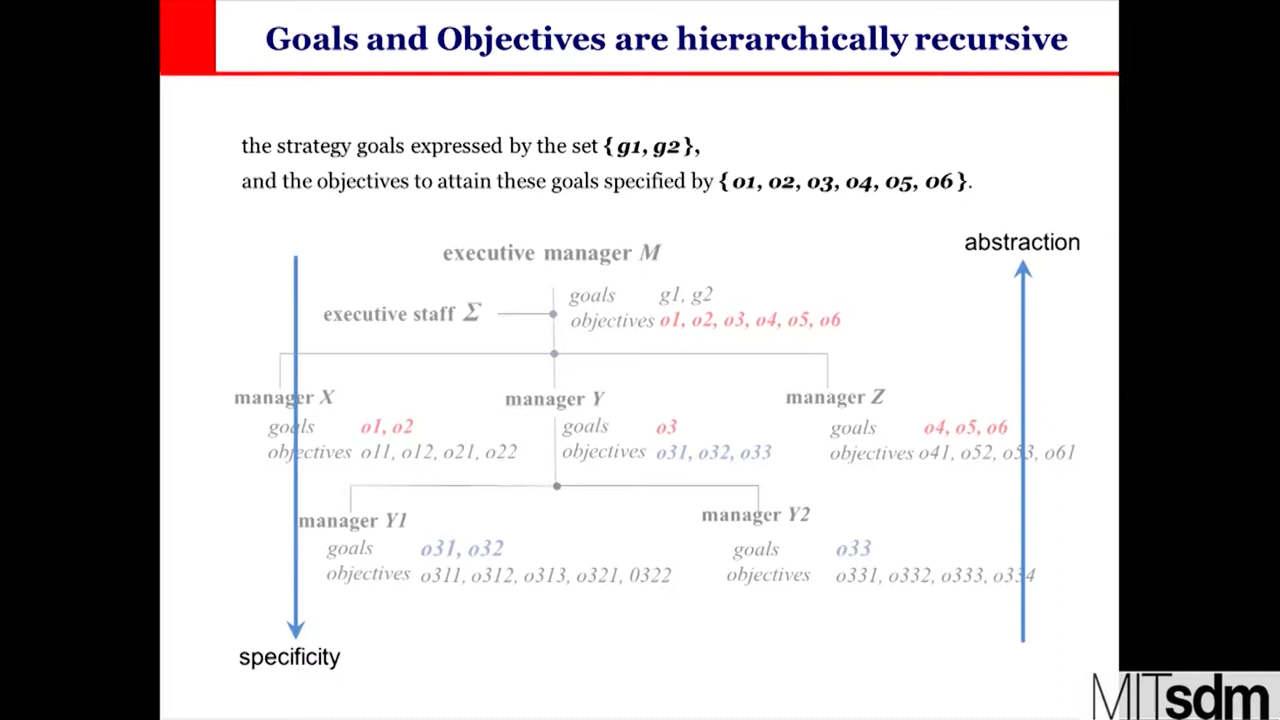 Goals and Objectives are hierarchically recursive
the strategy goals expressed by the set { g1, g2 },
and the objectives to attain these goals specified by { o1, o2, o3, o4, o5, o6 }.
abstraction
executive manager M
goals g1, g2
executive staff Σ
objectives o1, o2, o3, o4, o5, o6
manager X manager Y manager Z
goals o1, o2 goals o3 goals o4, o5, o6
objectives o11, o12, o21, o22 objectives o31, o32, o33 objectives o41, o52, o53, o61
manager Y1 manager Y2
goals o31, o32 goals o33
objectives o311, o312, o313, o321, 0322 objectives o331, o332, o333, o334
specificity
MITsdm